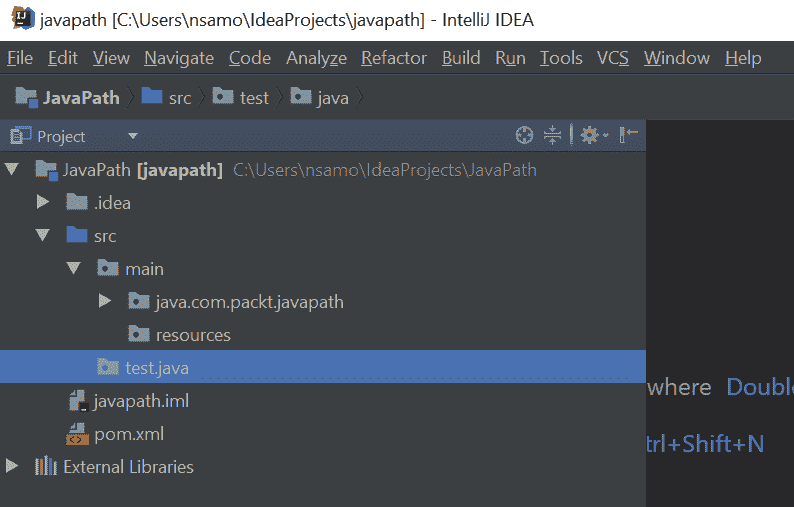 javapath [C:\Users\nsamo\IdeaProjects\javapath] - IntelliJ IDEA
File Edit View Navigate Code Analyze Refactor Build Run Tools VCS Window Help
JavaPath src test java
Project
JavaPath [javapath] C:\Users\nsamo\IdeaProjects\JavaPath
.idea
src
main
java.com.packt.javapath
resources
test.java
where Double
javapath.iml
pom.xml
trl+Shift+N
External Libraries